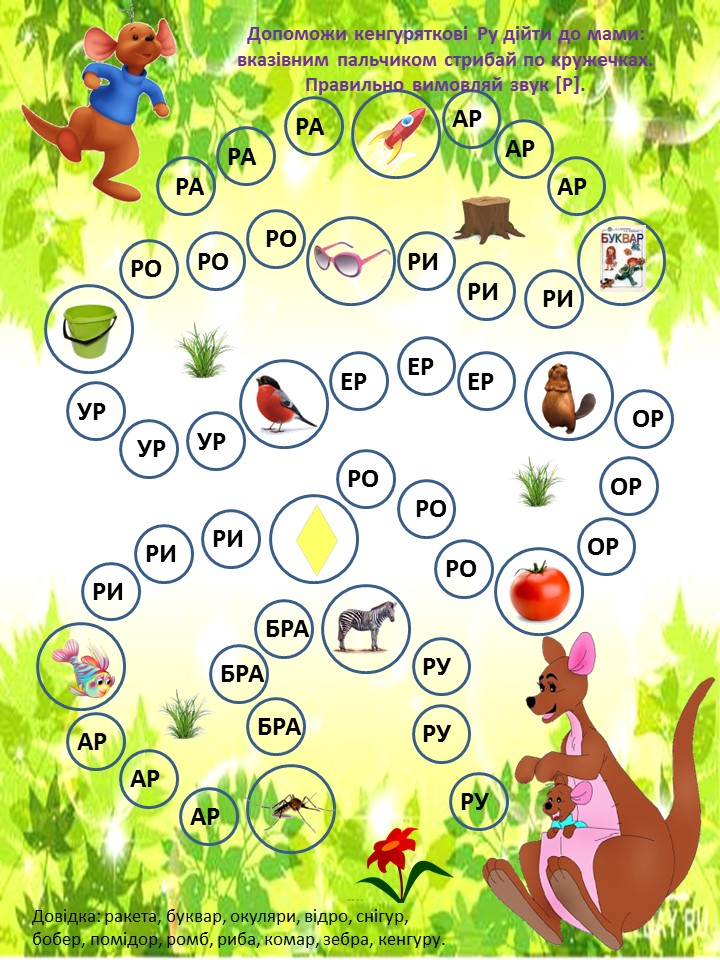 Допоможи кенгуряткові Ру дійти до мами:
вказівним пальчиком стрибай по кружечках.
Правильно вимовляй звук [Р].
РА
РА
РА
АР
АР
АР
БУКВАР
РИ
РИ
РИ
РО
РО
РО
УР
УР
УР
ЕР
ЕР
ЕР
ОР
ОР
ОР
РО
РО
РО
РИ
РИ
РИ
АР
АР
АР
БРА
БРА
БРА
РУ
РУ
РУ
Довідка: ракета, буквар, окуляри, відро, снігур,
бобер, помідор, ромб, риба, комар, зебра, кенгуру.